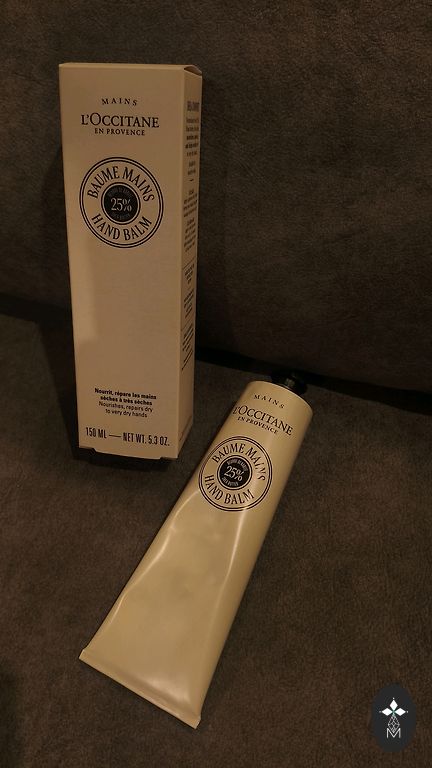 MAINS
L'OCCITANE
EN PROVENCE
BAUME MAINS
25%
HAND BALM
Nourrit, répare les mains
sèches à très sèches
Nourishes, repairs dry
to very dry hands
150 ML — NET WT. 5.3 OZ.
MAINS
L'OCCITANE
EN PROVENCE
BAUME MAINS
25%
HAND BALM
M